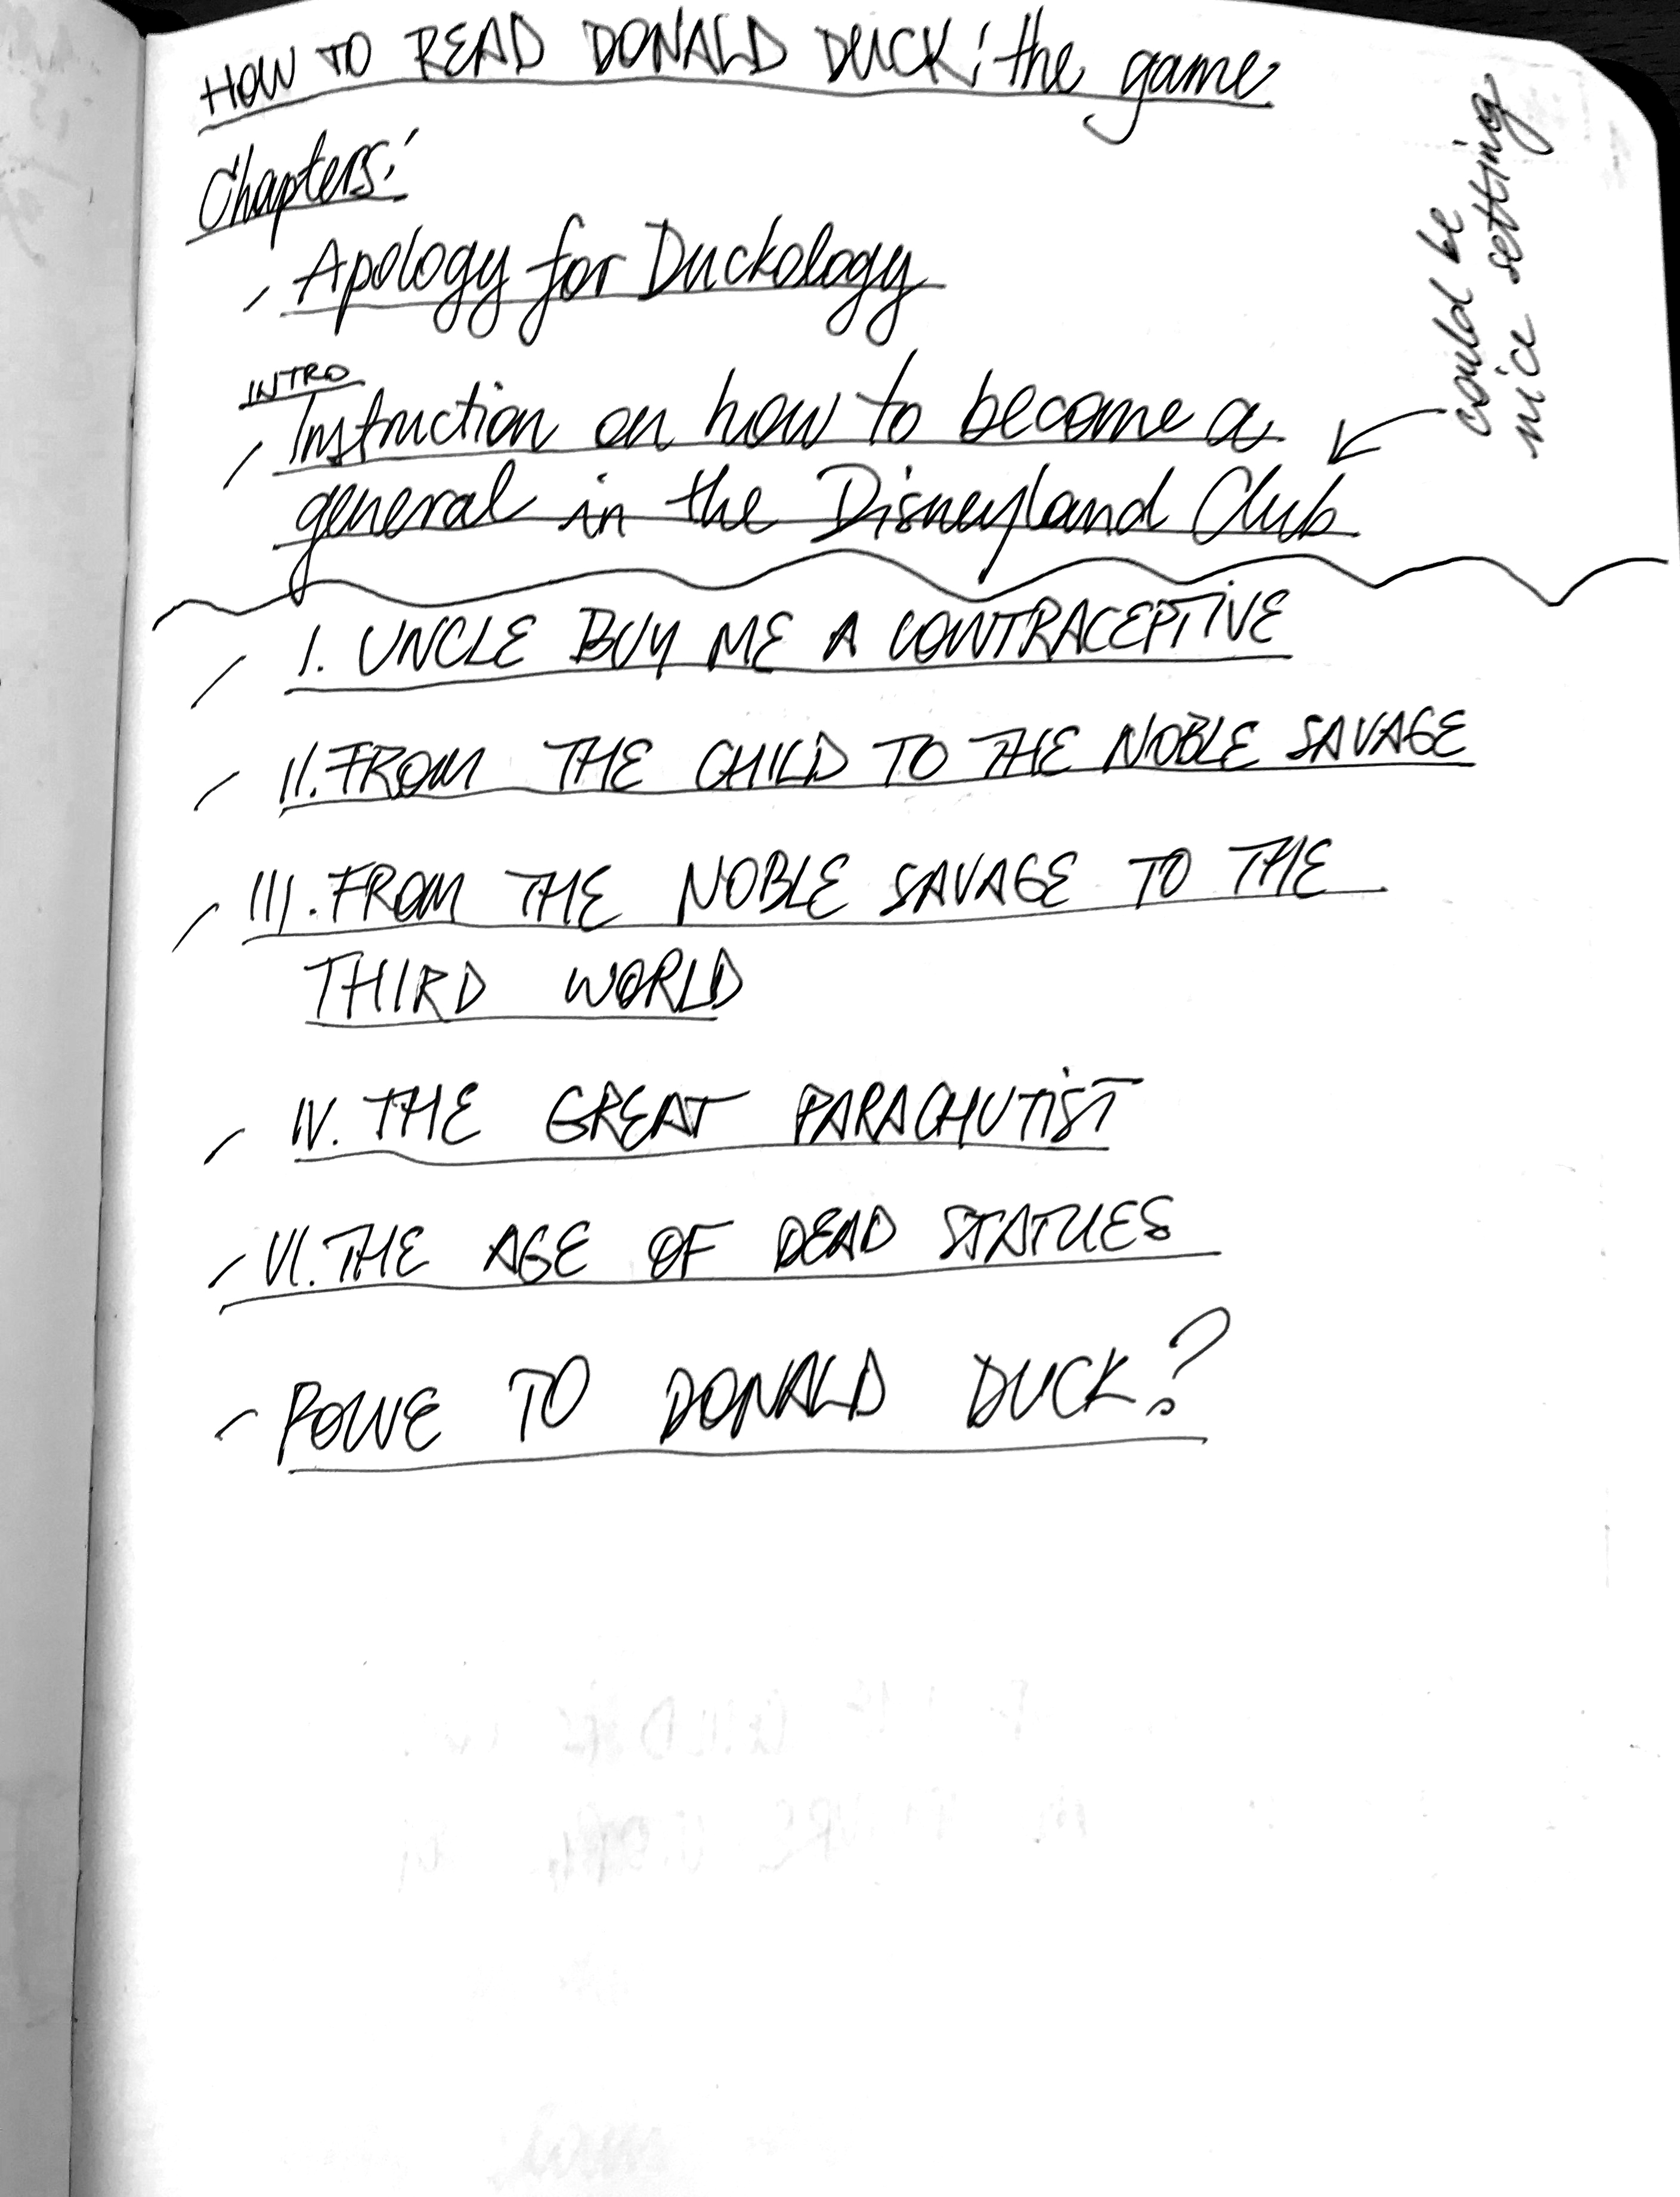 HOW TO READ DONALD DUCK: the game
Chapters:
- Apology for Duckology
INTRO
- Instruction on how to become a
general in the Disneyland Club
could be
nice setting
- I. UNCLE BUY ME A CONTRACEPTIVE
- II. FROM THE CHILD TO THE NOBLE SAVAGE
- III. FROM THE NOBLE SAVAGE TO THE
THIRD WORLD
- IV. THE GREAT PARACHUTIST
- VI. THE AGE OF DEAD STATUES
- POWE TO DONALD DUCK?